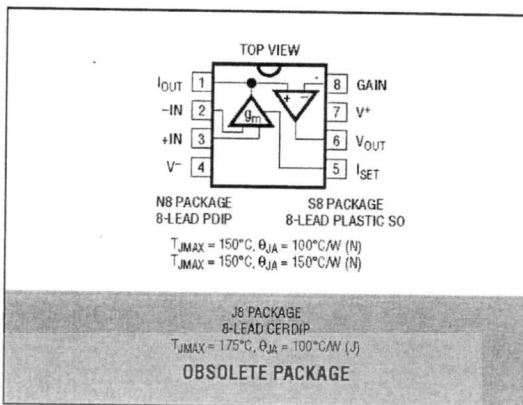 TOP VIEW
IOUT 1
–IN 2
+IN 3
V– 4
gm
+ –
8 GAIN
7 V+
6 VOUT
5 ISET
N8 PACKAGE
8-LEAD PDIP
S8 PACKAGE
8-LEAD PLASTIC SO
TJMAX = 150°C, θJA = 100°C/W (N)
TJMAX = 150°C, θJA = 150°C/W (N)
J8 PACKAGE
8-LEAD CERDIP
TJMAX = 175°C, θJA = 100°C/W (J)
OBSOLETE PACKAGE